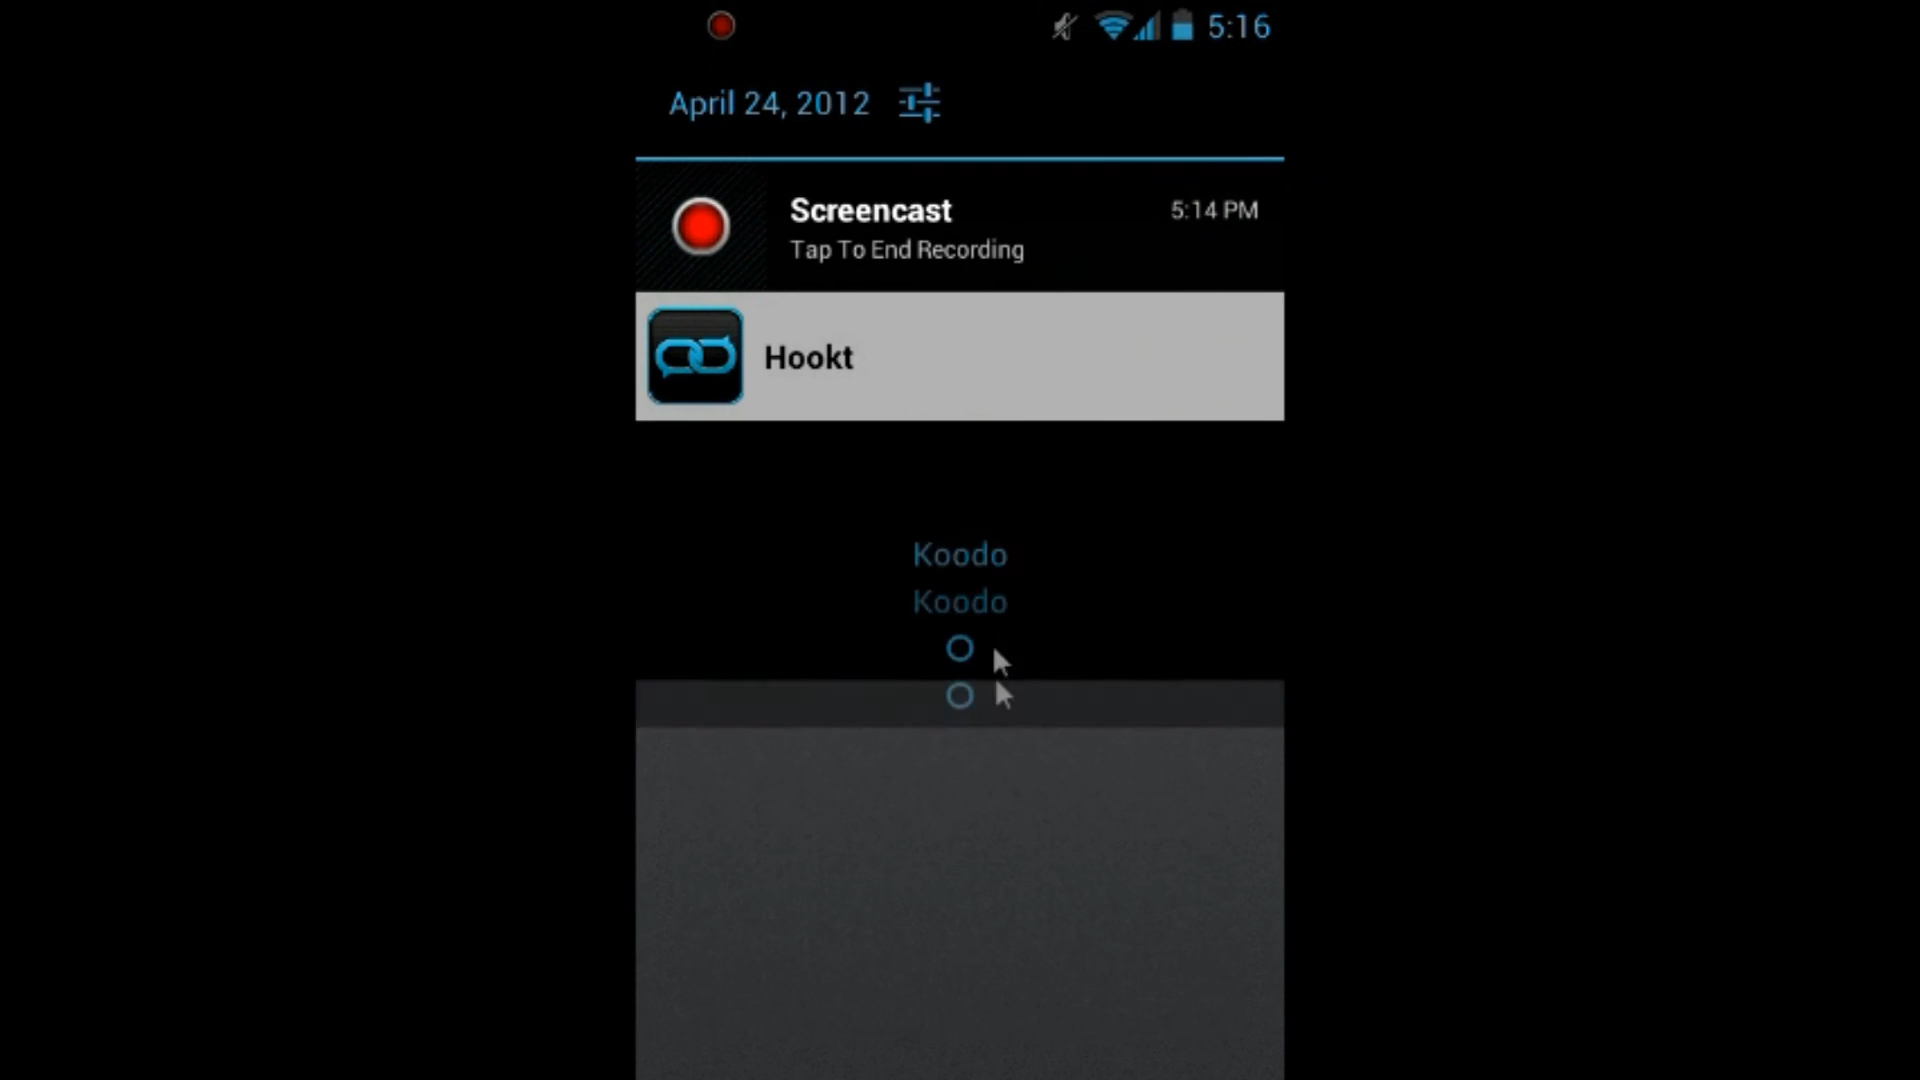 5:16
April 24, 2012
Screencast 5:14 PM
Tap To End Recording
Hookt
Koodo
Koodo